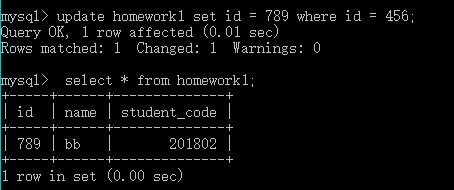 mysql> update homework1 set id = 789 where id = 456;
Query OK, 1 row affected (0.01 sec)
Rows matched: 1  Changed: 1  Warnings: 0

mysql>  select * from homework1;
+-----+------+--------------+
| id  | name | student_code |
+-----+------+--------------+
| 789 | bb   |       201802 |
+-----+------+--------------+
1 row in set (0.00 sec)